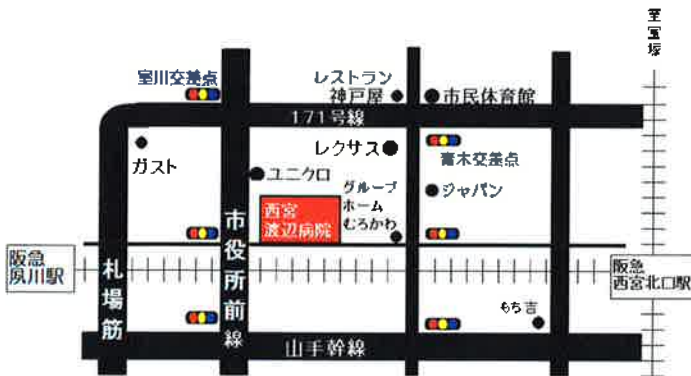 至宝塚
室川交差点
レストラン
神戸屋
市民体育館
171号線
ガスト
レクサス
青木交差点
ユニクロ
グループ
ホーム
むろかわ
ジャパン
西宮
渡辺病院
市役所前線
札場筋
阪急
夙川駅
阪急
西宮北口駅
もち吉
山手幹線